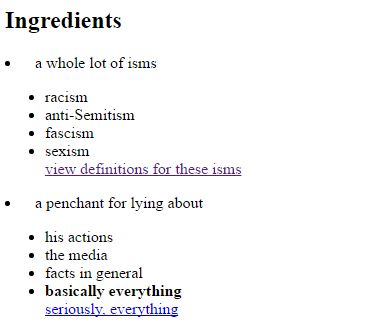 Ingredients
a whole lot of isms
racism
anti-Semitism
fascism
sexism
view definitions for these isms
a penchant for lying about
his actions
the media
facts in general
basically everything
seriously, everything